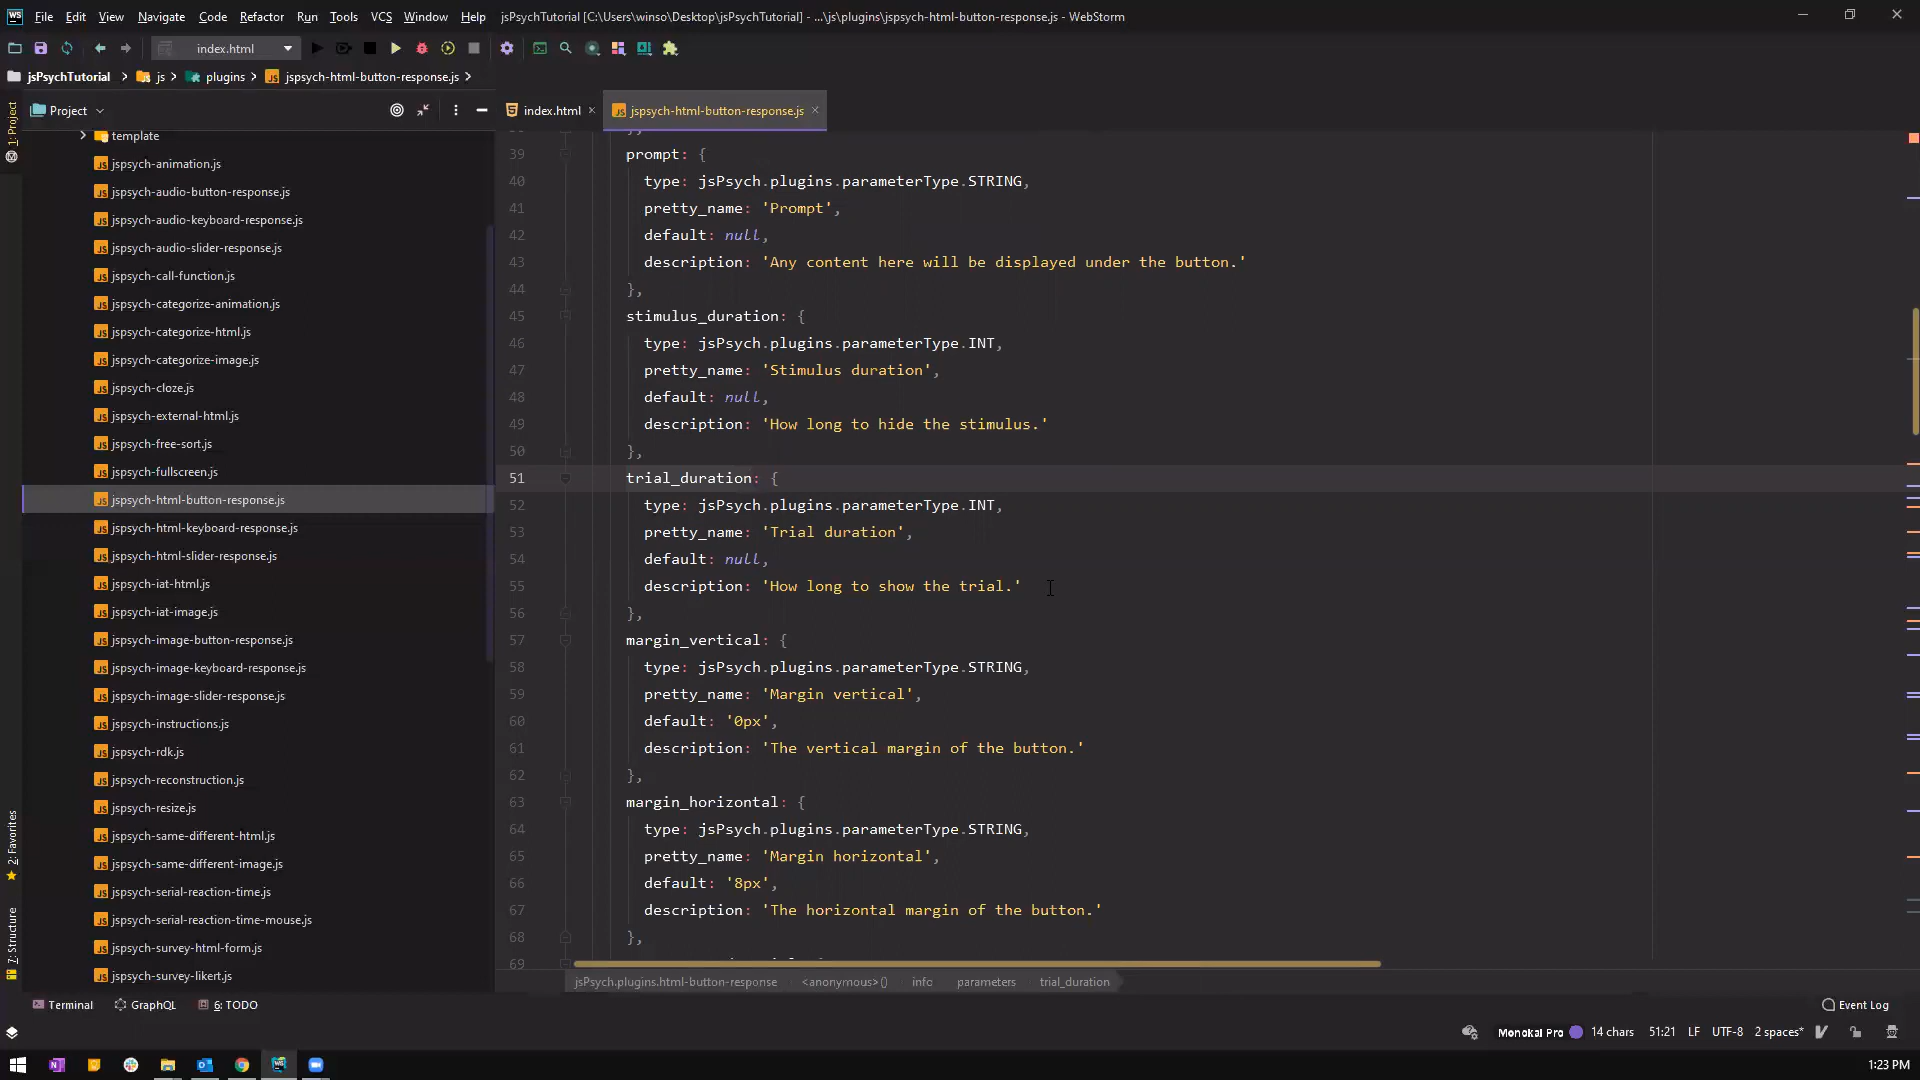 WS File Edit View Navigate Code Refactor Run Tools VCS Window Help jsPsychTutorial [C:\Users\winso\Desktop\jsPsychTutorial] - ...\js\plugins\jspsych-html-button-response.js - WebStorm
index.html
jsPsychTutorial js plugins jspsych-html-button-response.js
Project
index.html
jspsych-html-button-response.js
1: Project
2: Favorites
7: Structure
template
jspsych-animation.js
jspsych-audio-button-response.js
jspsych-audio-keyboard-response.js
jspsych-audio-slider-response.js
jspsych-call-function.js
jspsych-categorize-animation.js
jspsych-categorize-html.js
jspsych-categorize-image.js
jspsych-cloze.js
jspsych-external-html.js
jspsych-free-sort.js
jspsych-fullscreen.js
jspsych-html-button-response.js
jspsych-html-keyboard-response.js
jspsych-html-slider-response.js
jspsych-iat-html.js
jspsych-iat-image.js
jspsych-image-button-response.js
jspsych-image-keyboard-response.js
jspsych-image-slider-response.js
jspsych-instructions.js
jspsych-rdk.js
jspsych-reconstruction.js
jspsych-resize.js
jspsych-same-different-html.js
jspsych-same-different-image.js
jspsych-serial-reaction-time.js
jspsych-serial-reaction-time-mouse.js
jspsych-survey-html-form.js
jspsych-survey-likert.js
39 prompt: {
40 type: jsPsych.plugins.parameterType.STRING,
41 pretty_name: 'Prompt',
42 default: null,
43 description: 'Any content here will be displayed under the button.'
44 },
45 stimulus_duration: {
46 type: jsPsych.plugins.parameterType.INT,
47 pretty_name: 'Stimulus duration',
48 default: null,
49 description: 'How long to hide the stimulus.'
50 },
51 trial_duration: {
52 type: jsPsych.plugins.parameterType.INT,
53 pretty_name: 'Trial duration',
54 default: null,
55 description: 'How long to show the trial.'
56 },
57 margin_vertical: {
58 type: jsPsych.plugins.parameterType.STRING,
59 pretty_name: 'Margin vertical',
60 default: '0px',
61 description: 'The vertical margin of the button.'
62 },
63 margin_horizontal: {
64 type: jsPsych.plugins.parameterType.STRING,
65 pretty_name: 'Margin horizontal',
66 default: '8px',
67 description: 'The horizontal margin of the button.'
68 },
69
jsPsych.plugins.html-button-response <anonymous>() info parameters trial_duration
Terminal GraphQL 6: TODO Event Log
Monokai Pro 14 chars 51:21 LF UTF-8 2 spaces*
1:23 PM